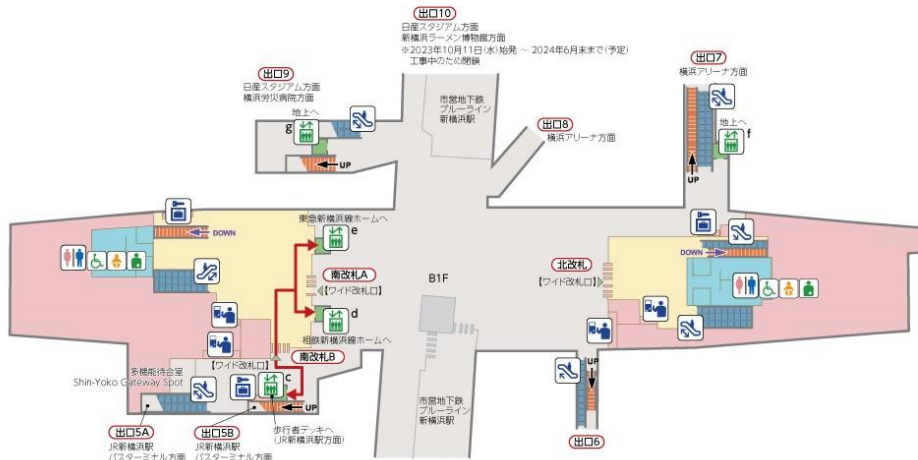 出口10
日産スタジアム方面
新横浜ラーメン博物館方面
※2023年10月11日(水)始発 ～ 2024年6月末まで(予定)
工事中のため閉鎖
出口9
日産スタジアム方面
横浜労災病院方面
地上へ
g
UP
市営地下鉄
ブルーライン
新横浜駅
出口8
横浜アリーナ方面
出口7
横浜アリーナ方面
地上へ
f
UP
東急新横浜線ホームへ
e
DOWN
南改札A
【ワイド改札口】
B1F
北改札
【ワイド改札口】
DOWN
d
相鉄新横浜線ホームへ
南改札B
【ワイド改札口】
多機能待合室
Shin-Yoko Gateway Spot
c
UP
歩行者デッキへ
(JR新横浜駅方面)
出口5A
JR新横浜駅
バスターミナル方面
出口5B
JR新横浜駅
バスターミナル方面
市営地下鉄
ブルーライン
新横浜駅
UP
出口6